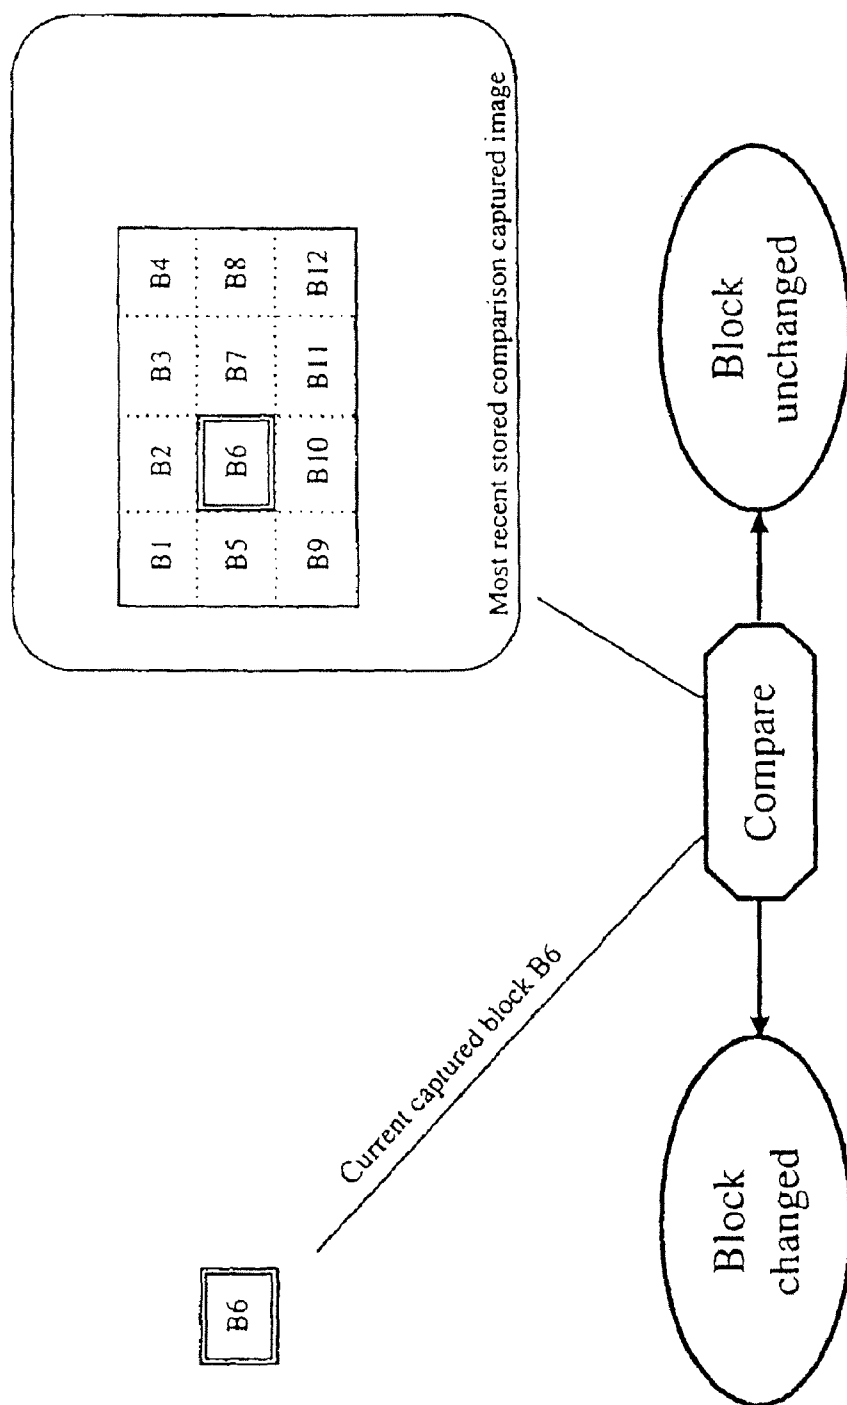 B6
Current captured block B6
B1 B2 B3 B4
B5 B6 B7 B8
B9 B10 B11 B12
Most recent stored comparison captured image
Block
changed
Compare
Block
unchanged